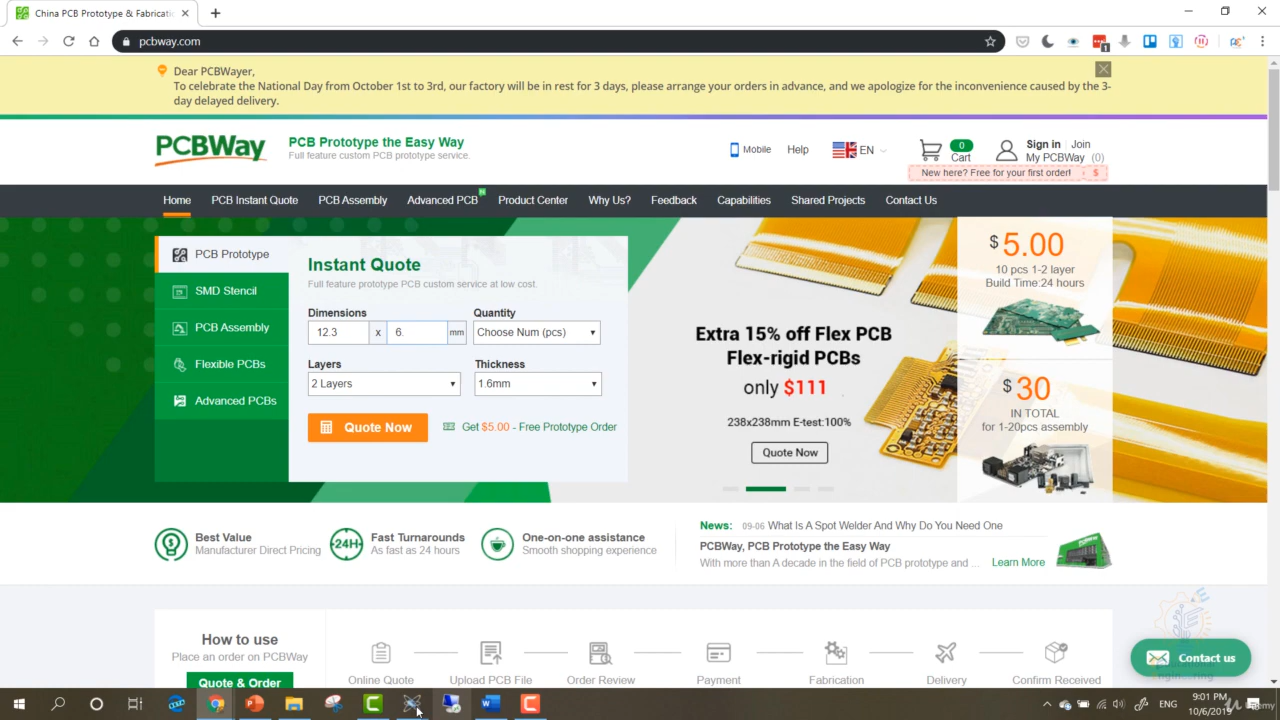 China PCB Prototype & Fabricatio
pcbway.com
1
Dear PCBWayer,
To celebrate the National Day from October 1st to 3rd, our factory will be in rest for 3 days, please arrange your orders in advance, and we apologize for the inconvenience caused by the 3-
day delayed delivery.
PCBWay
PCB Prototype the Easy Way
Full feature custom PCB prototype service.
Mobile
Help
EN
0
Cart
Sign in | Join
My PCBWay (0)
New here? Free for your first order! $
Home
PCB Instant Quote
PCB Assembly
Advanced PCB
N
Product Center
Why Us?
Feedback
Capabilities
Shared Projects
Contact Us
PCB Prototype
SMD Stencil
PCB Assembly
Flexible PCBs
Advanced PCBs
Instant Quote
Full feature prototype PCB custom service at low cost.
Dimensions
Quantity
12.3 x 6. mm
Choose Num (pcs)
Layers
Thickness
2 Layers
1.6mm
Quote Now
Get $5.00 - Free Prototype Order
Extra 15% off Flex PCB
Flex-rigid PCBs
only $111
238x238mm E-test:100%
Quote Now
$5.00
10 pcs 1-2 layer
Build Time:24 hours
$30
IN TOTAL
for 1-20pcs assembly
Best Value
Manufacturer Direct Pricing
24H
Fast Turnarounds
As fast as 24 hours
One-on-one assistance
Smooth shopping experience
News: 09-06 What Is A Spot Welder And Why Do You Need One
PCBWay, PCB Prototype the Easy Way
With more than A decade in the field of PCB prototype and ... Learn More
How to use
Place an order on PCBWay
Quote & Order
Online Quote
Upload PCB File
Order Review
Payment
Fabrication
Delivery
Confirm Received
Contact us
ENG
9:01 PM
10/6/2019
Udemy